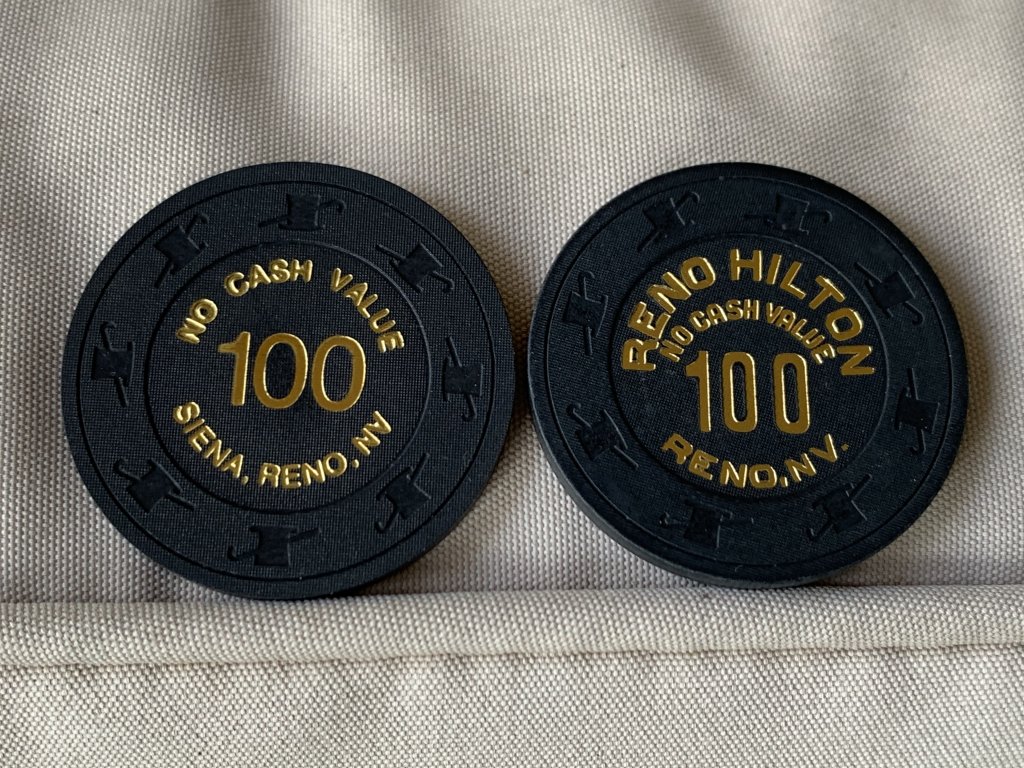 NO CASH VALUE
100
SIENA, RENO, NV
RENO HILTON
NO CASH VALUE
100
RENO, NV.